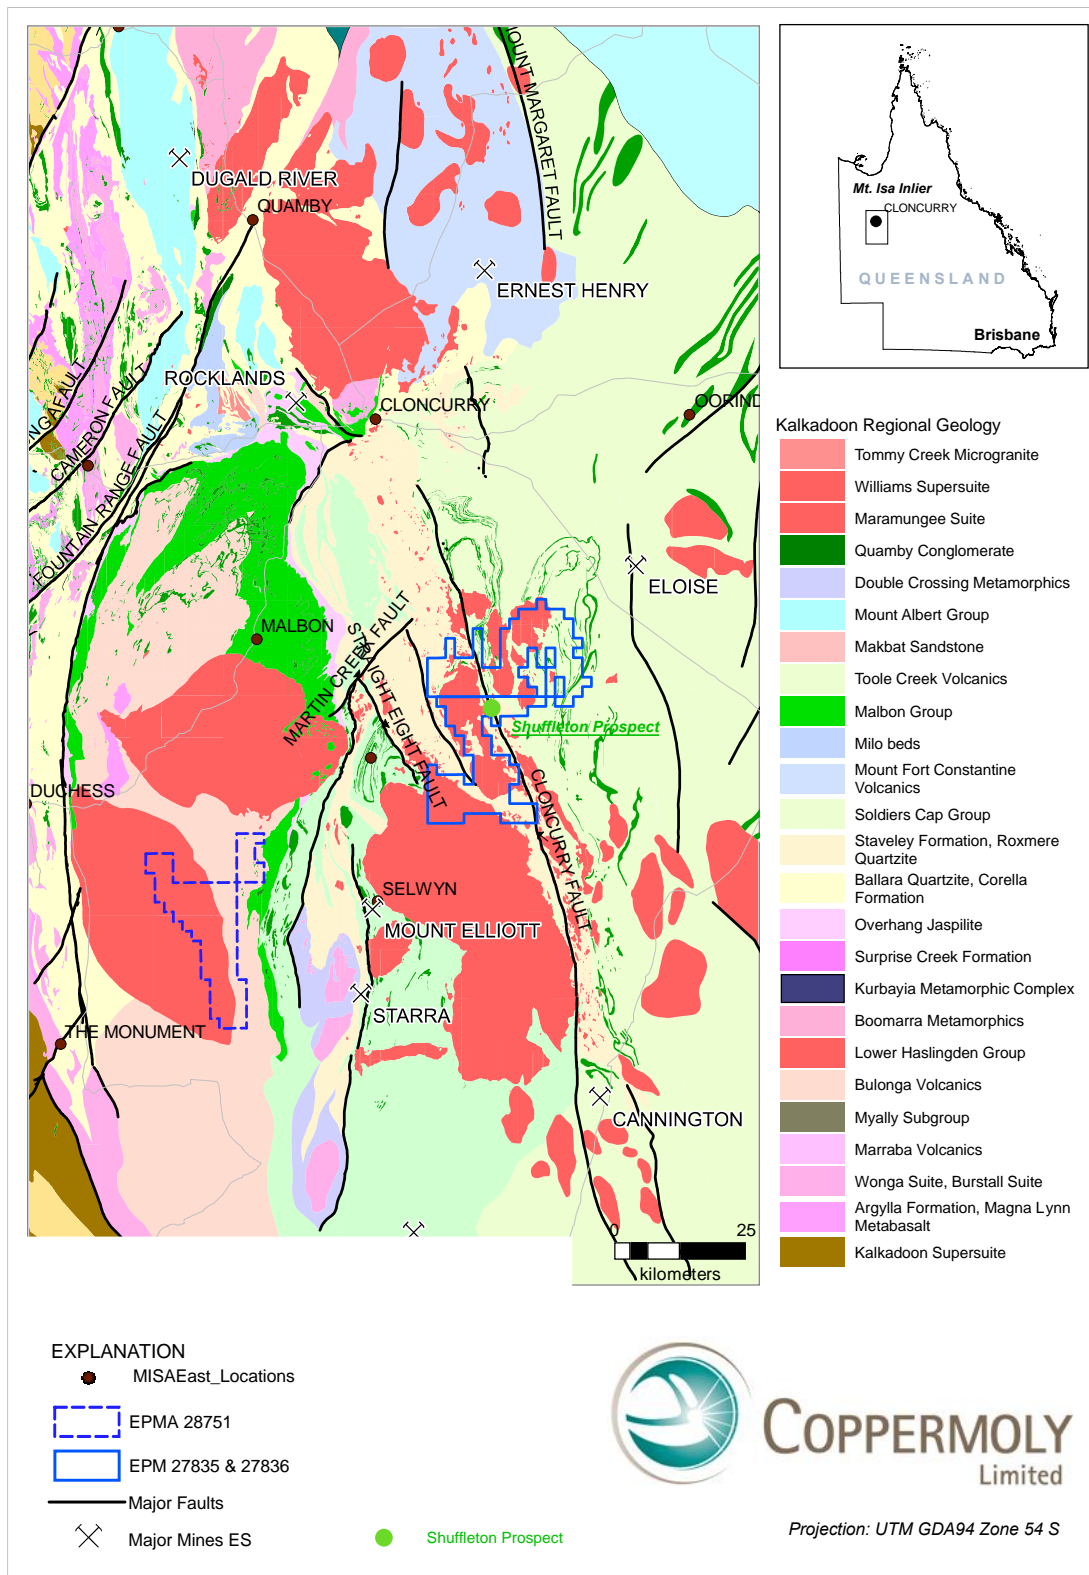 MOUNT MARGARET FAULT
DUGALD RIVER
QUAMBY
ERNEST HENRY
ROCKLANDS
CLONCURRY
OORIND
NGA FAULT
CAMERON FAULT
FOUNTAIN RANGE FAULT
ELOISE
MALBON
MARTIN CREEK FAULT
STRAIGHT EIGHT FAULT
Shuffleton Prospect
DUCHESS
CLONCURRY FAULT
SELWYN
MOUNT ELLIOTT
STARRA
THE MONUMENT
CANNINGTON
0 25
kilometers
Mt. Isa Inlier
CLONCURRY
QUEENSLAND
Brisbane
Kalkadoon Regional Geology
Tommy Creek Microgranite
Williams Supersuite
Maramungee Suite
Quamby Conglomerate
Double Crossing Metamorphics
Mount Albert Group
Makbat Sandstone
Toole Creek Volcanics
Malbon Group
Milo beds
Mount Fort Constantine
Volcanics
Soldiers Cap Group
Staveley Formation, Roxmere
Quartzite
Ballara Quartzite, Corella
Formation
Overhang Jaspilite
Surprise Creek Formation
Kurbayia Metamorphic Complex
Boomarra Metamorphics
Lower Haslingden Group
Bulonga Volcanics
Myally Subgroup
Marraba Volcanics
Wonga Suite, Burstall Suite
Argylla Formation, Magna Lynn
Metabasalt
Kalkadoon Supersuite
EXPLANATION
MISAEast_Locations
EPMA 28751
EPM 27835 & 27836
Major Faults
Major Mines ES
Shuffleton Prospect
COPPERMOLY
Limited
Projection: UTM GDA94 Zone 54 S